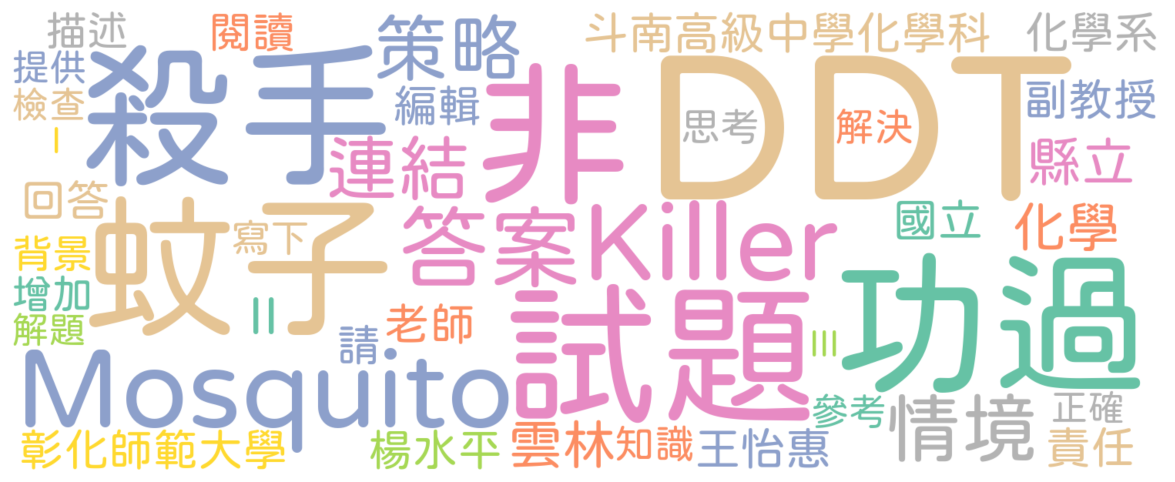 描述
閱讀
策略
斗南高級中學化學科
化學系
提供
殺手
非
DDT
檢查
編輯
思考
解決
副教授
I
連結
縣立
回答
蚊子
寫下
答案
Killer
國立
化學
背景
功過
增加
II
試題
解題
老師
請
III
Mosquito
參考
情境
正確
彰化師範大學
楊水平
雲林
知識
王怡惠
責任